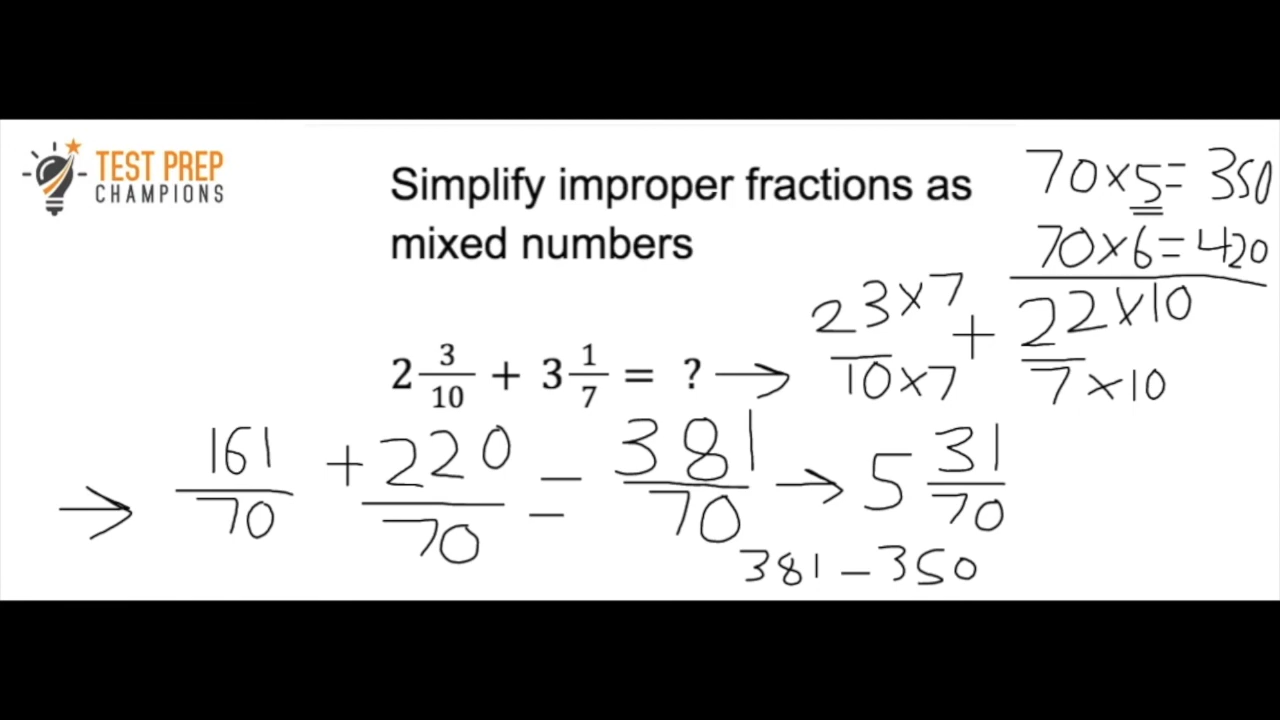 TEST PREP
CHAMPIONS
Simplify improper fractions as
mixed numbers
70×5=350
70×6=420
2 3/10 + 3 1/7 = ? → 23×7/10×7 + 22×10/7×10
→ 161/70 + 220/70 = 381/70 → 5 31/70
381-350